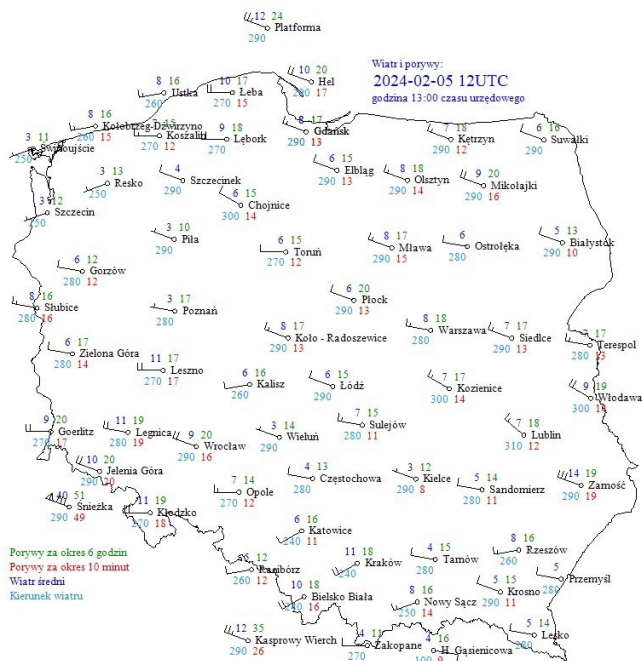 12 24
Platforma
290
Wiatr i porywy:
2024-02-05 12UTC
godzina 13:00 czasu urzędowego
10 20
Hel
280 17
8 16
Ustka
260
10 17
Łeba
270 15
8 16
Kołobrzeg-Dźwirzyno
260 15
15
Koszalin
270 12
9 18
Lębork
270
8 17
Gdańsk
290 13
7 18
Kętrzyn
290 12
6 16
Suwałki
290
3 11
Świnoujście
250
3 13
Resko
250
4
Szczecinek
290
6 15
Elbląg
290 13
8 18
Olsztyn
290 14
9 20
Mikołajki
290 16
3 12
Szczecin
250
6 15
Chojnice
300 14
3 10
Piła
290
6 15
Toruń
270 12
8 17
Mława
290 15
6 17
Ostrołęka
280
5 13
Białystok
290 10
6 12
Gorzów
280 12
8 16
Słubice
280 16
3 17
Poznań
280
6 20
Płock
290 13
8 17
Koło - Radoszewice
290 13
8 18
Warszawa
280
7 17
Siedlce
290 13
7 17
Terespol
280 13
6 17
Zielona Góra
280 14
11 17
Leszno
270 17
6 16
Kalisz
260
6 15
Łódź
290
7 17
Kozienice
300 14
9 19
Włodawa
300 14
9 20
Goerlitz
270 17
11 19
Legnica
280 19
9 20
Wrocław
290 16
3 14
Wieluń
290
7 15
Sulejów
280 11
7 18
Lublin
310 12
10 20
Jelenia Góra
290 20
7 14
Opole
270 12
4 13
Częstochowa
280
3 12
Kielce
290 8
5 14
Sandomierz
280 11
14 19
Zamość
290 19
40 51
Śnieżka
290 49
11 19
Kłodzko
270 18
6 16
Katowice
240 11
8 16
Rzeszów
260
Porywy za okres 6 godzin
Porywy za okres 10 minut
Wiatr średni
Kierunek wiatru
12
Racibórz
260 12
11 18
Kraków
240
4 15
Tarnów
280
5
Przemyśl
280
10 18
Bielsko Biała
240 16
8 16
Nowy Sącz
250 14
5 15
Krosno
290 11
12 35
Kasprowy Wierch
290 26
4 11
Zakopane
270
4 16
H. Gąsienicowa
100 9
5 14
Lesko
280